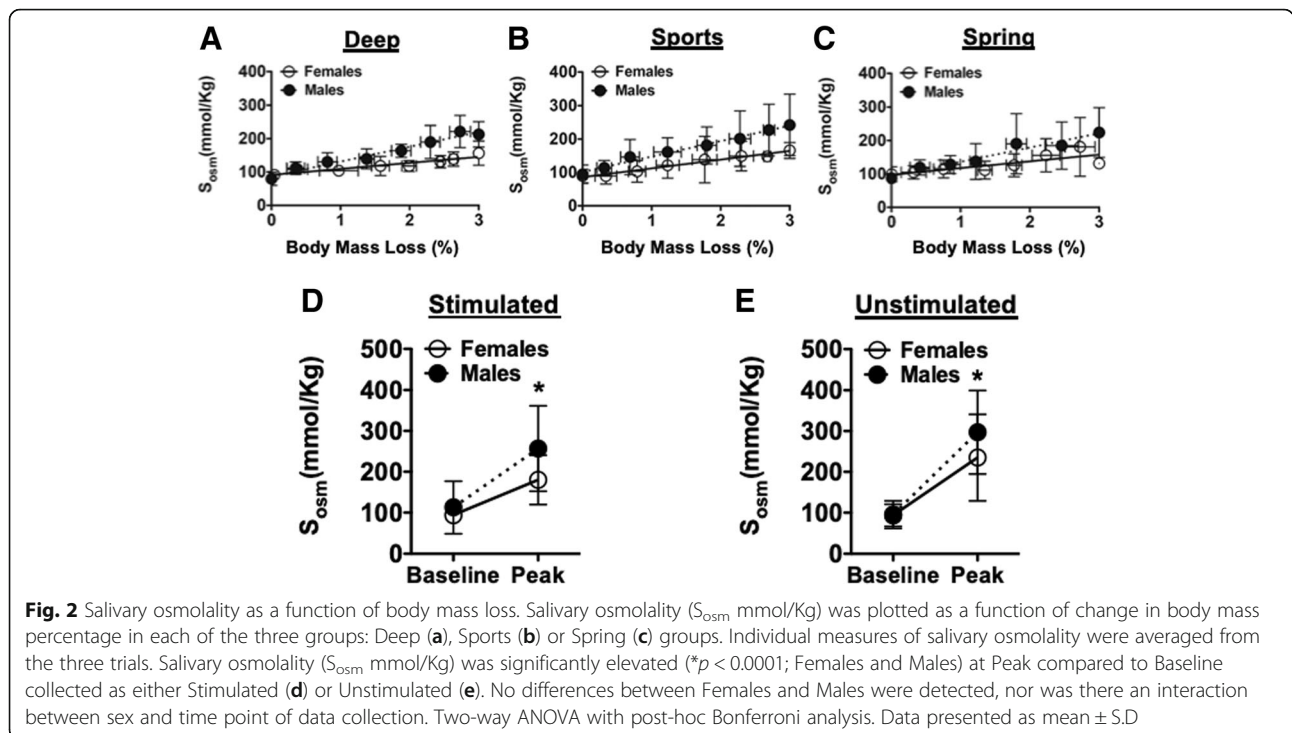 A Deep
Females
Males
400
300
200
100
0
S_osm(mmol/Kg)
0 1 2 3
Body Mass Loss (%)
B Sports
Females
Males
400
300
200
100
0
S_osm(mmol/Kg)
0 1 2 3
Body Mass Loss (%)
C Spring
Females
Males
400
300
200
100
0
S_osm(mmol/Kg)
0 1 2 3
Body Mass Loss (%)
D Stimulated
Females
Males
*
500
400
300
200
100
0
S_osm(mmol/Kg)
Baseline Peak
E Unstimulated
Females
Males
*
500
400
300
200
100
0
S_osm(mmol/Kg)
Baseline Peak
Fig. 2 Salivary osmolality as a function of body mass loss. Salivary osmolality (S_osm mmol/Kg) was plotted as a function of change in body mass
percentage in each of the three groups: Deep (a), Sports (b) or Spring (c) groups. Individual measures of salivary osmolality were averaged from
the three trials. Salivary osmolality (S_osm mmol/Kg) was significantly elevated (*p < 0.0001; Females and Males) at Peak compared to Baseline
collected as either Stimulated (d) or Unstimulated (e). No differences between Females and Males were detected, nor was there an interaction
between sex and time point of data collection. Two-way ANOVA with post-hoc Bonferroni analysis. Data presented as mean ± S.D